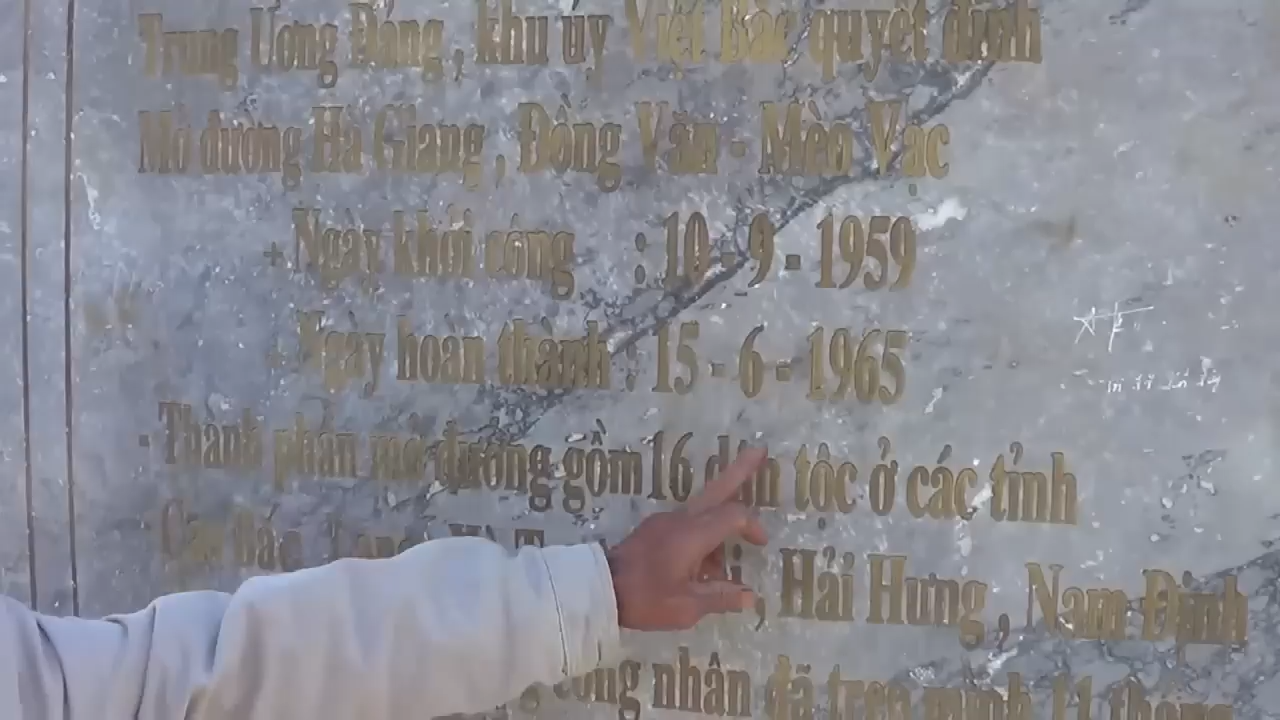 Trung Ương Đảng, khu ủy Việt Bắc quyết định
Mở đường Hà Giang, Đồng Văn - Mèo Vạc
+ Ngày khởi công : 10 - 9 - 1959
+ Ngày hoàn thành : 15 - 6 - 1965
- Thành phần mở đường gồm 16 dân tộc ở các tỉnh
Cao Bắc Hải Hưng, Nam Định
công nhân đã treo mình 11 tháng